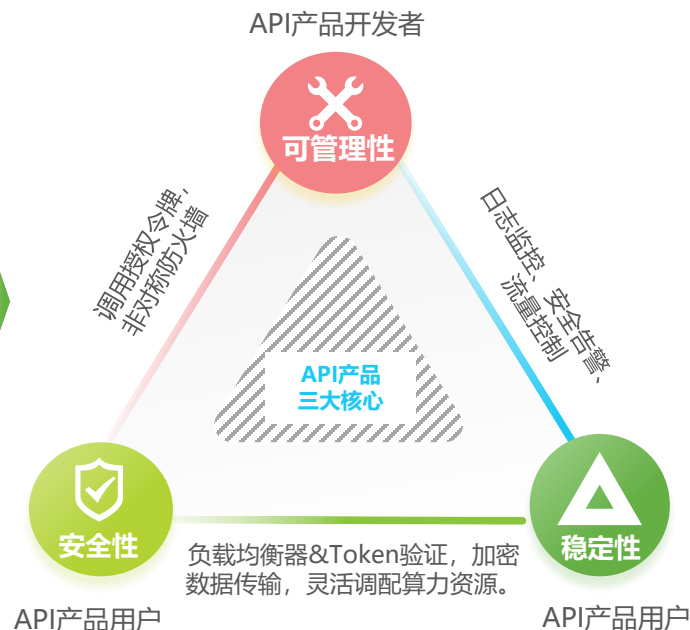 API产品开发者
可管理性
调用授权令牌，
非对称防火墙
日志监控、安全告警、
流量控制
API产品
三大核心
安全性
稳定性
负载均衡器&Token验证，加密
数据传输，灵活调配算力资源。
API产品用户
API产品用户